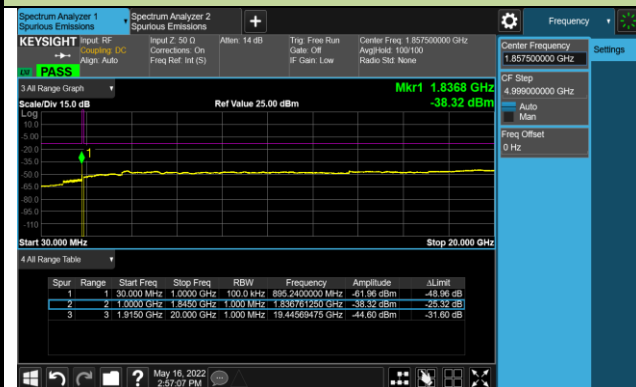 Spectrum Analyzer 1
Spurious Emissions
Spectrum Analyzer 2
Spurious Emissions
Frequency
KEYSIGHT
Input: RF
Coupling: DC
Align: Auto
Input Z: 50 Ω
Corrections: On
Freq Ref: Int (S)
Atten: 14 dB
Trig: Free Run
Gate: Off
IF Gain: Low
Center Freq: 1.857500000 GHz
Avg|Hold: 100/100
Radio Std: None
PASS
Center Frequency
1.857500000 GHz
Settings
CF Step
4.999000000 GHz
Auto
Man
Freq Offset
0 Hz
3 All Range Graph
Mkr1 1.8368 GHz
Scale/Div 15.0 dB
Ref Value 25.00 dBm
-38.32 dBm
Log
10.0
-5.00
-20.0
-35.0
-50.0
-65.0
-80.0
-95.0
-110
1
Start 30.000 MHz
Stop 20.000 GHz
4 All Range Table
Spur Range Start Freq Stop Freq RBW Frequency Amplitude ΔLimit
1 1 30.000 MHz 1.0000 GHz 100.0 kHz 895.2400000 MHz -61.96 dBm -48.96 dB
2 2 1.0000 GHz 1.8450 GHz 1.000 MHz 1.836761250 GHz -38.32 dBm -25.32 dB
3 3 1.9150 GHz 20.000 GHz 1.000 MHz 19.44569475 GHz -44.60 dBm -31.60 dB
May 16, 2022
2:57:07 PM